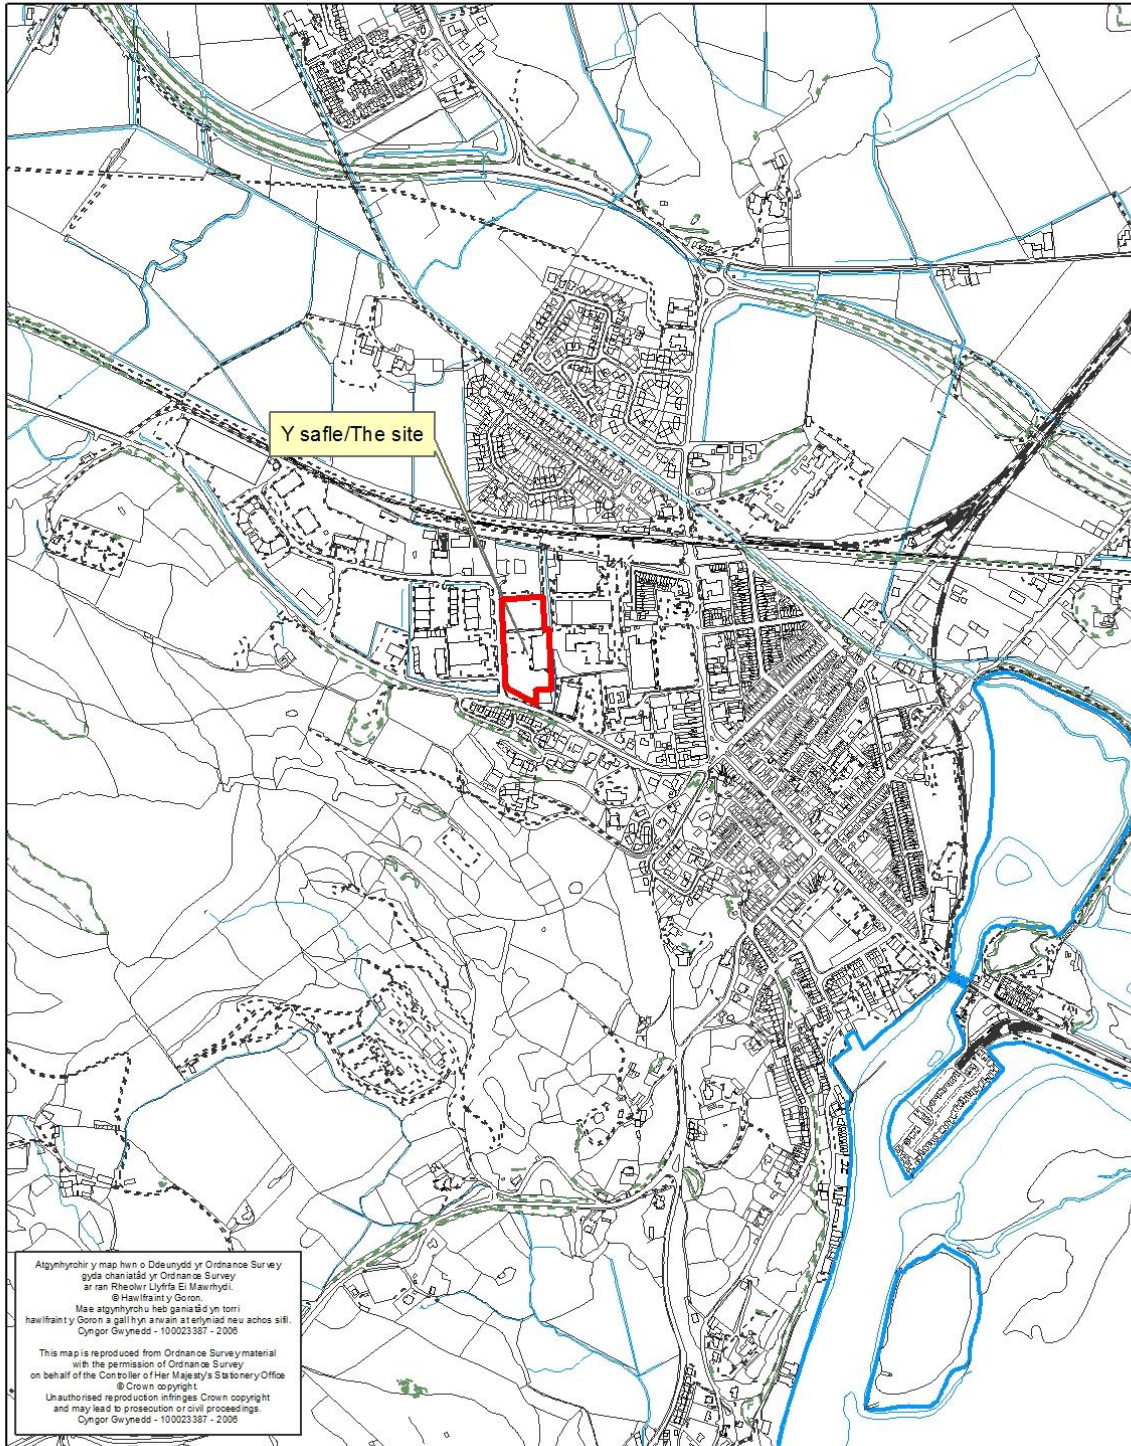 Y safle/The site
Atgynhyrchir y map hwn o Ddeunydd yr Ordnance Survey
gyda chaniatâd yr Ordnance Survey
ar ran Rheolwr Llyfrfa Ei Mawrhydi.
© Hawlfraint y Goron.
Mae atgynhyrchu heb ganiatâd yn torri
hawlfraint y Goron a gall hyn arwain at erlyniad neu achos sifil.
Cyngor Gwynedd - 100023387 - 2006
This map is reproduced from Ordnance Survey material
with the permission of Ordnance Survey
on behalf of the Controller of Her Majesty's Stationery Office
© Crown copyright.
Unauthorised reproduction infringes Crown copyright
and may lead to prosecution or civil proceedings.
Cyngor Gwynedd - 100023387 - 2006